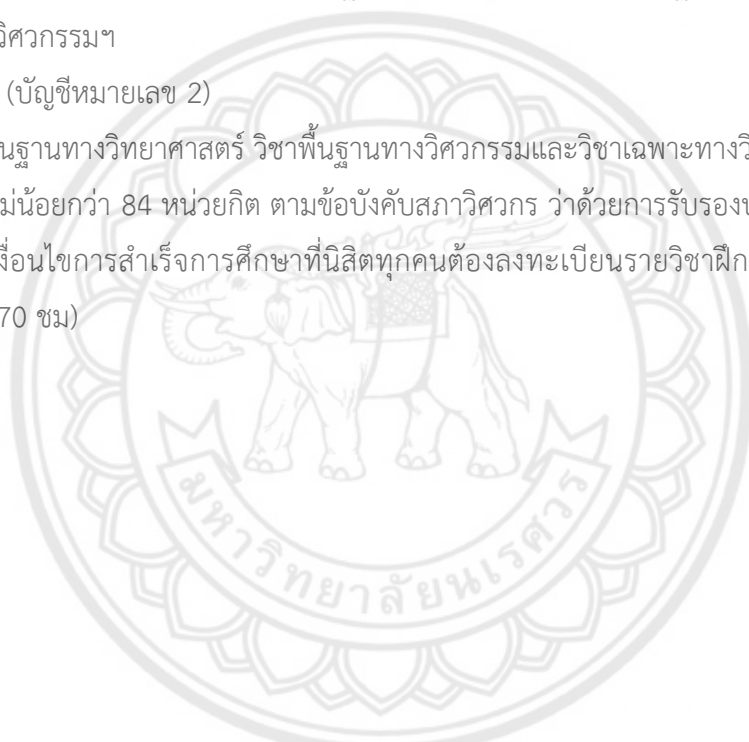 วิศวกรรมฯ
(บัญชีหมายเลข 2)
นฐานทางวิทยาศาสตร์ วิชาพื้นฐานทางวิศวกรรมและวิชาเฉพาะทางวิ
ม่น้อยกว่า 84 หน่วยกิต ตามข้อบังคับสภาวิศวกร ว่าด้วยการรับรอง
งื่อนไขการสำเร็จการศึกษาที่นิสิตทุกคนต้องลงทะเบียนรายวิชาฝึก
70 ชม)
มหาวิทยาลัยนเรศวร